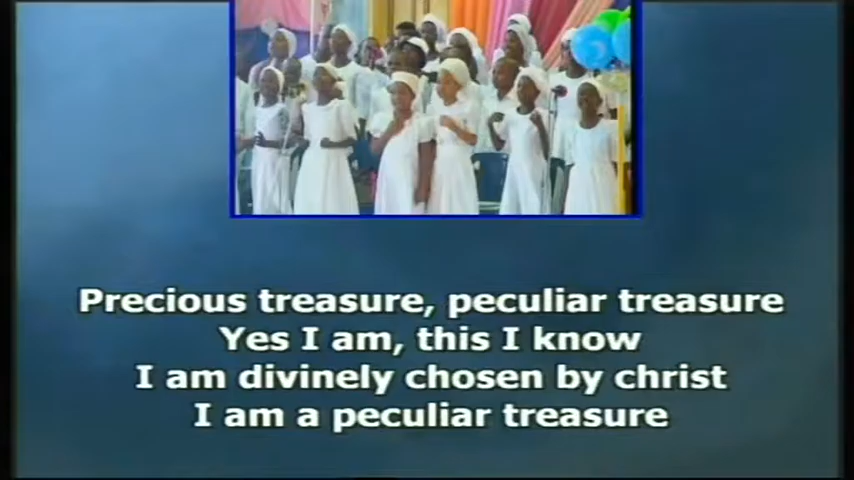 Precious treasure, peculiar treasure
Yes I am, this I know
I am divinely chosen by christ
I am a peculiar treasure